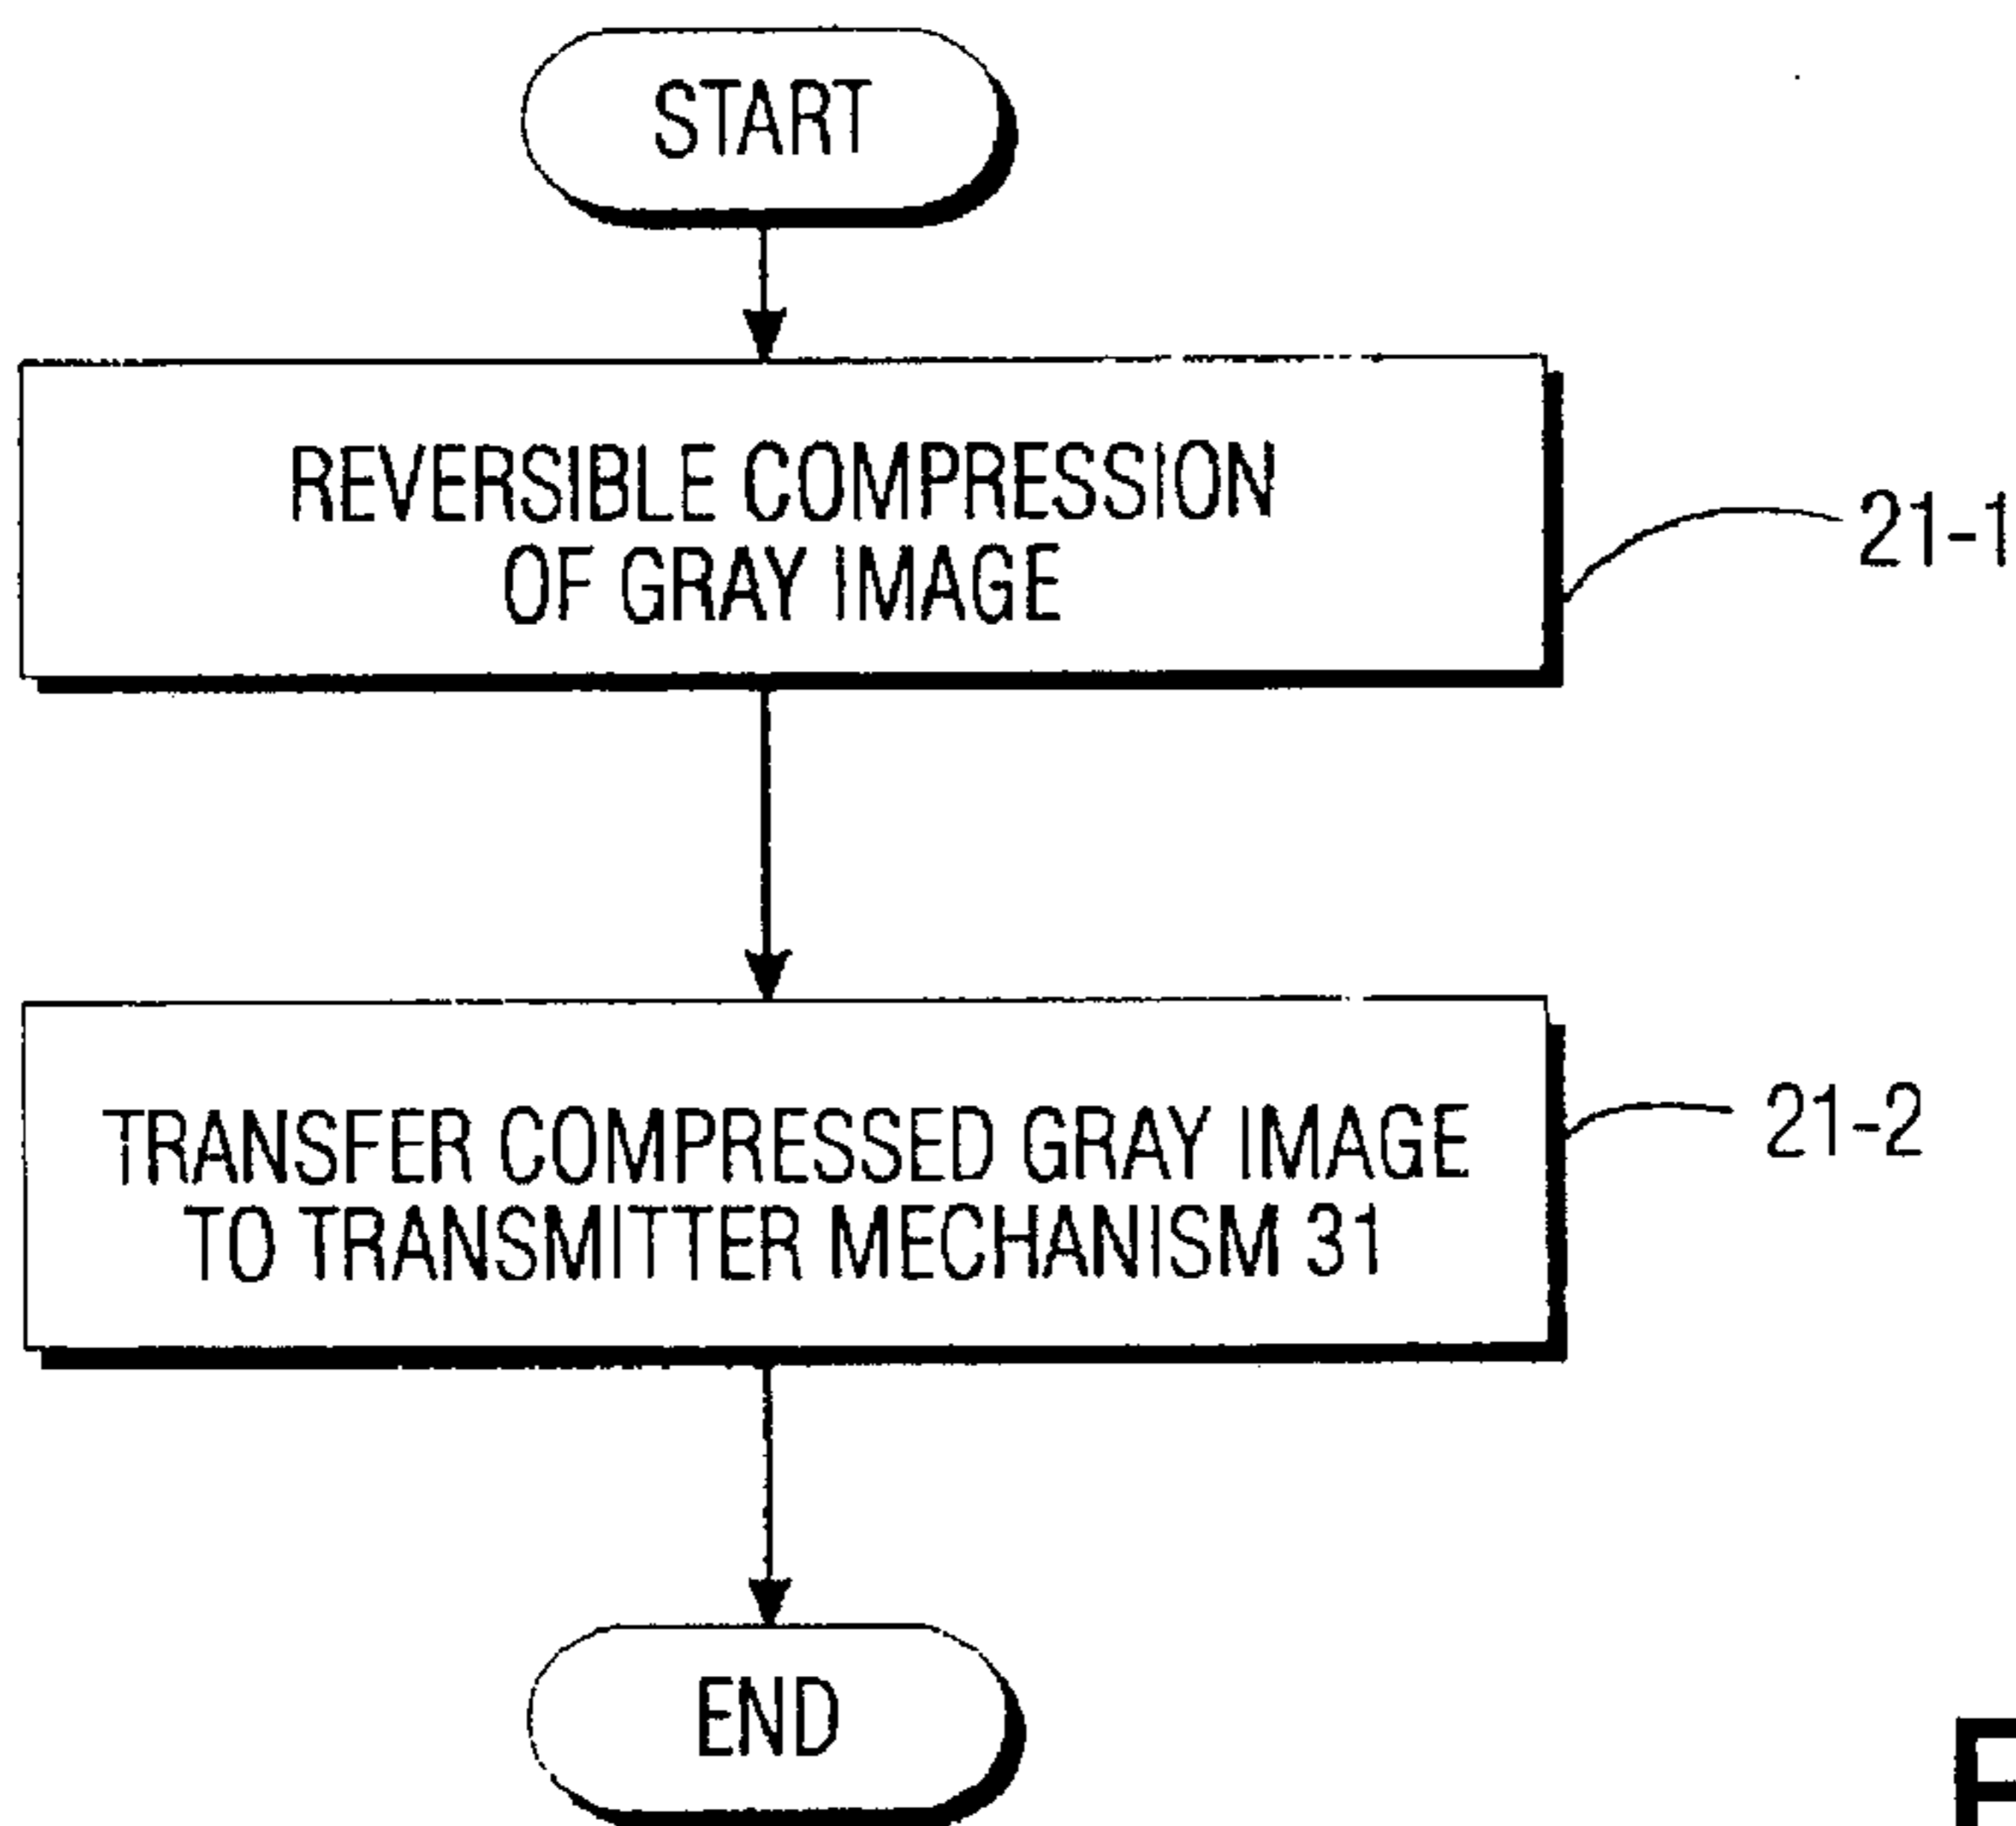 START
REVERSIBLE COMPRESSION
OF GRAY IMAGE
21-1
TRANSFER COMPRESSED GRAY IMAGE
TO TRANSMITTER MECHANISM 31
21-2
END